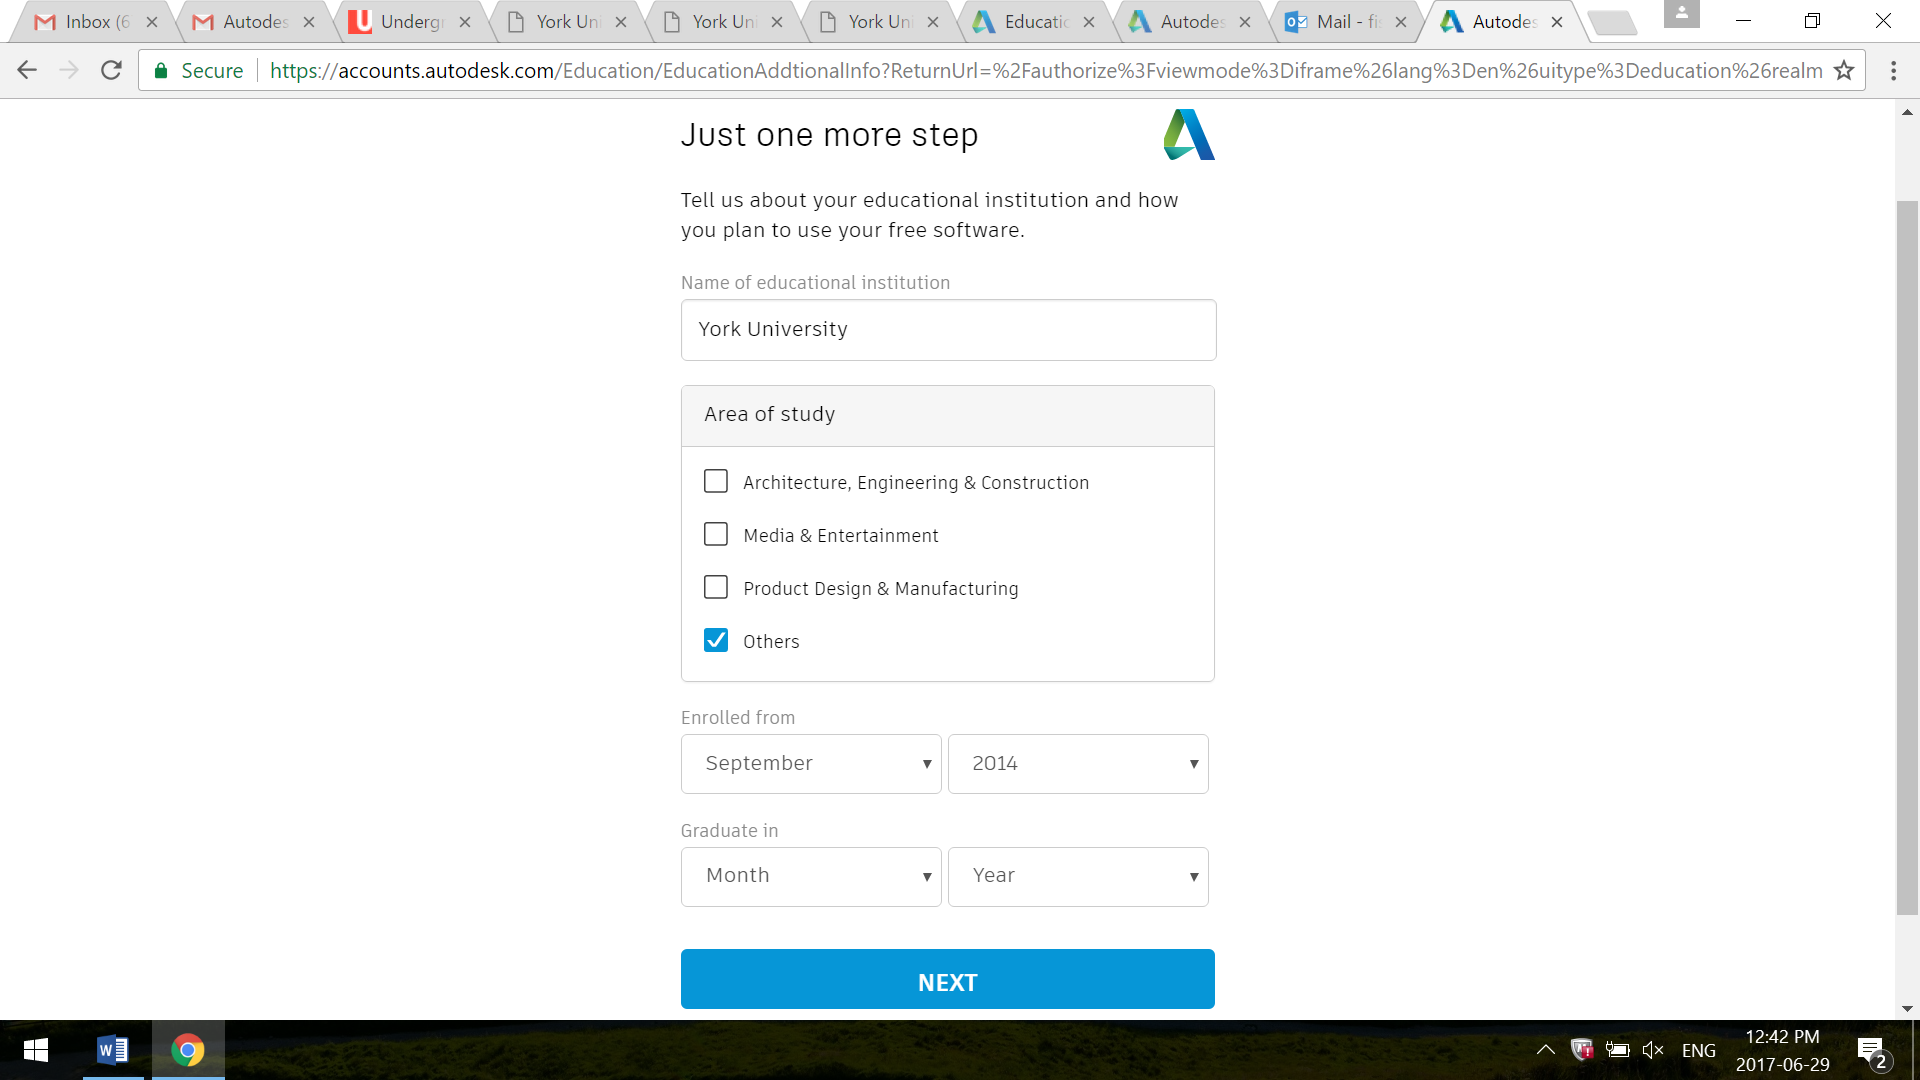 Inbox (6
Autodes
Undergr
York Uni
York Uni
York Uni
Educatio
Autodes
Mail - fi
Autodes
Secure
https://accounts.autodesk.com/Education/EducationAddtionalInfo?ReturnUrl=%2Fauthorize%3Fviewmode%3Diframe%26lang%3Den%26uitype%3Deducation%26realm
Just one more step
Tell us about your educational institution and how
you plan to use your free software.
Name of educational institution
York University
Area of study
Architecture, Engineering & Construction
Media & Entertainment
Product Design & Manufacturing
Others
Enrolled from
September
2014
Graduate in
Month
Year
NEXT
ENG
12:42 PM
2017-06-29
2